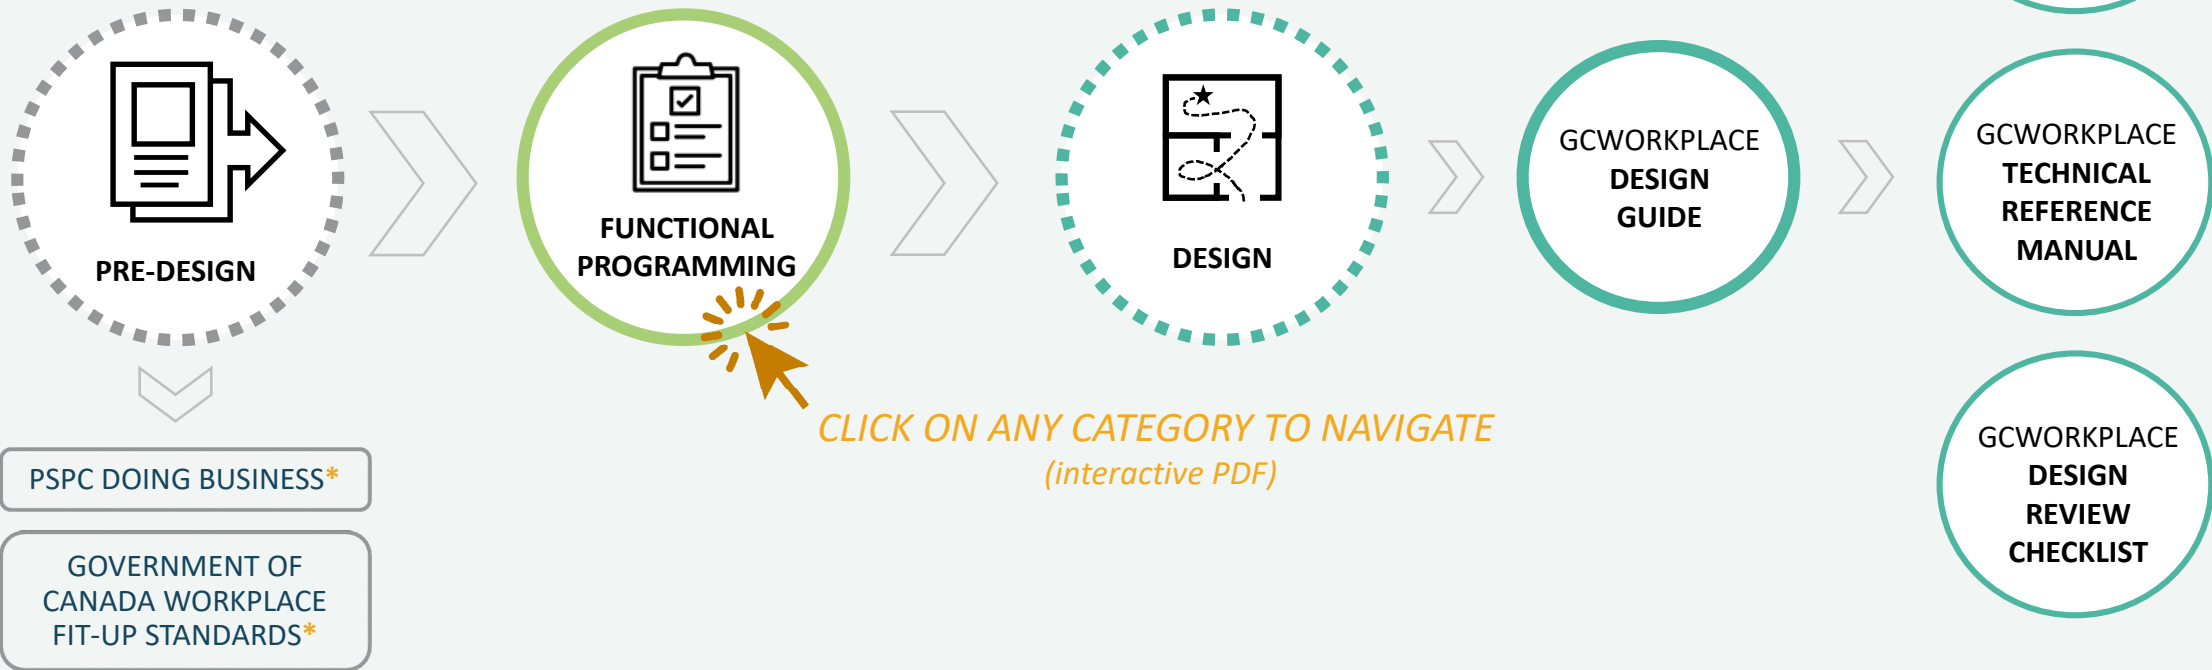 PRE-DESIGN
PSPC DOING BUSINESS*
GOVERNMENT OF
CANADA WORKPLACE
FIT-UP STANDARDS*
FUNCTIONAL
PROGRAMMING
CLICK ON ANY CATEGORY TO NAVIGATE
(interactive PDF)
DESIGN
GCWORKPLACE
DESIGN
GUIDE
GCWORKPLACE
TECHNICAL
REFERENCE
MANUAL
GCWORKPLACE
DESIGN
REVIEW
CHECKLIST